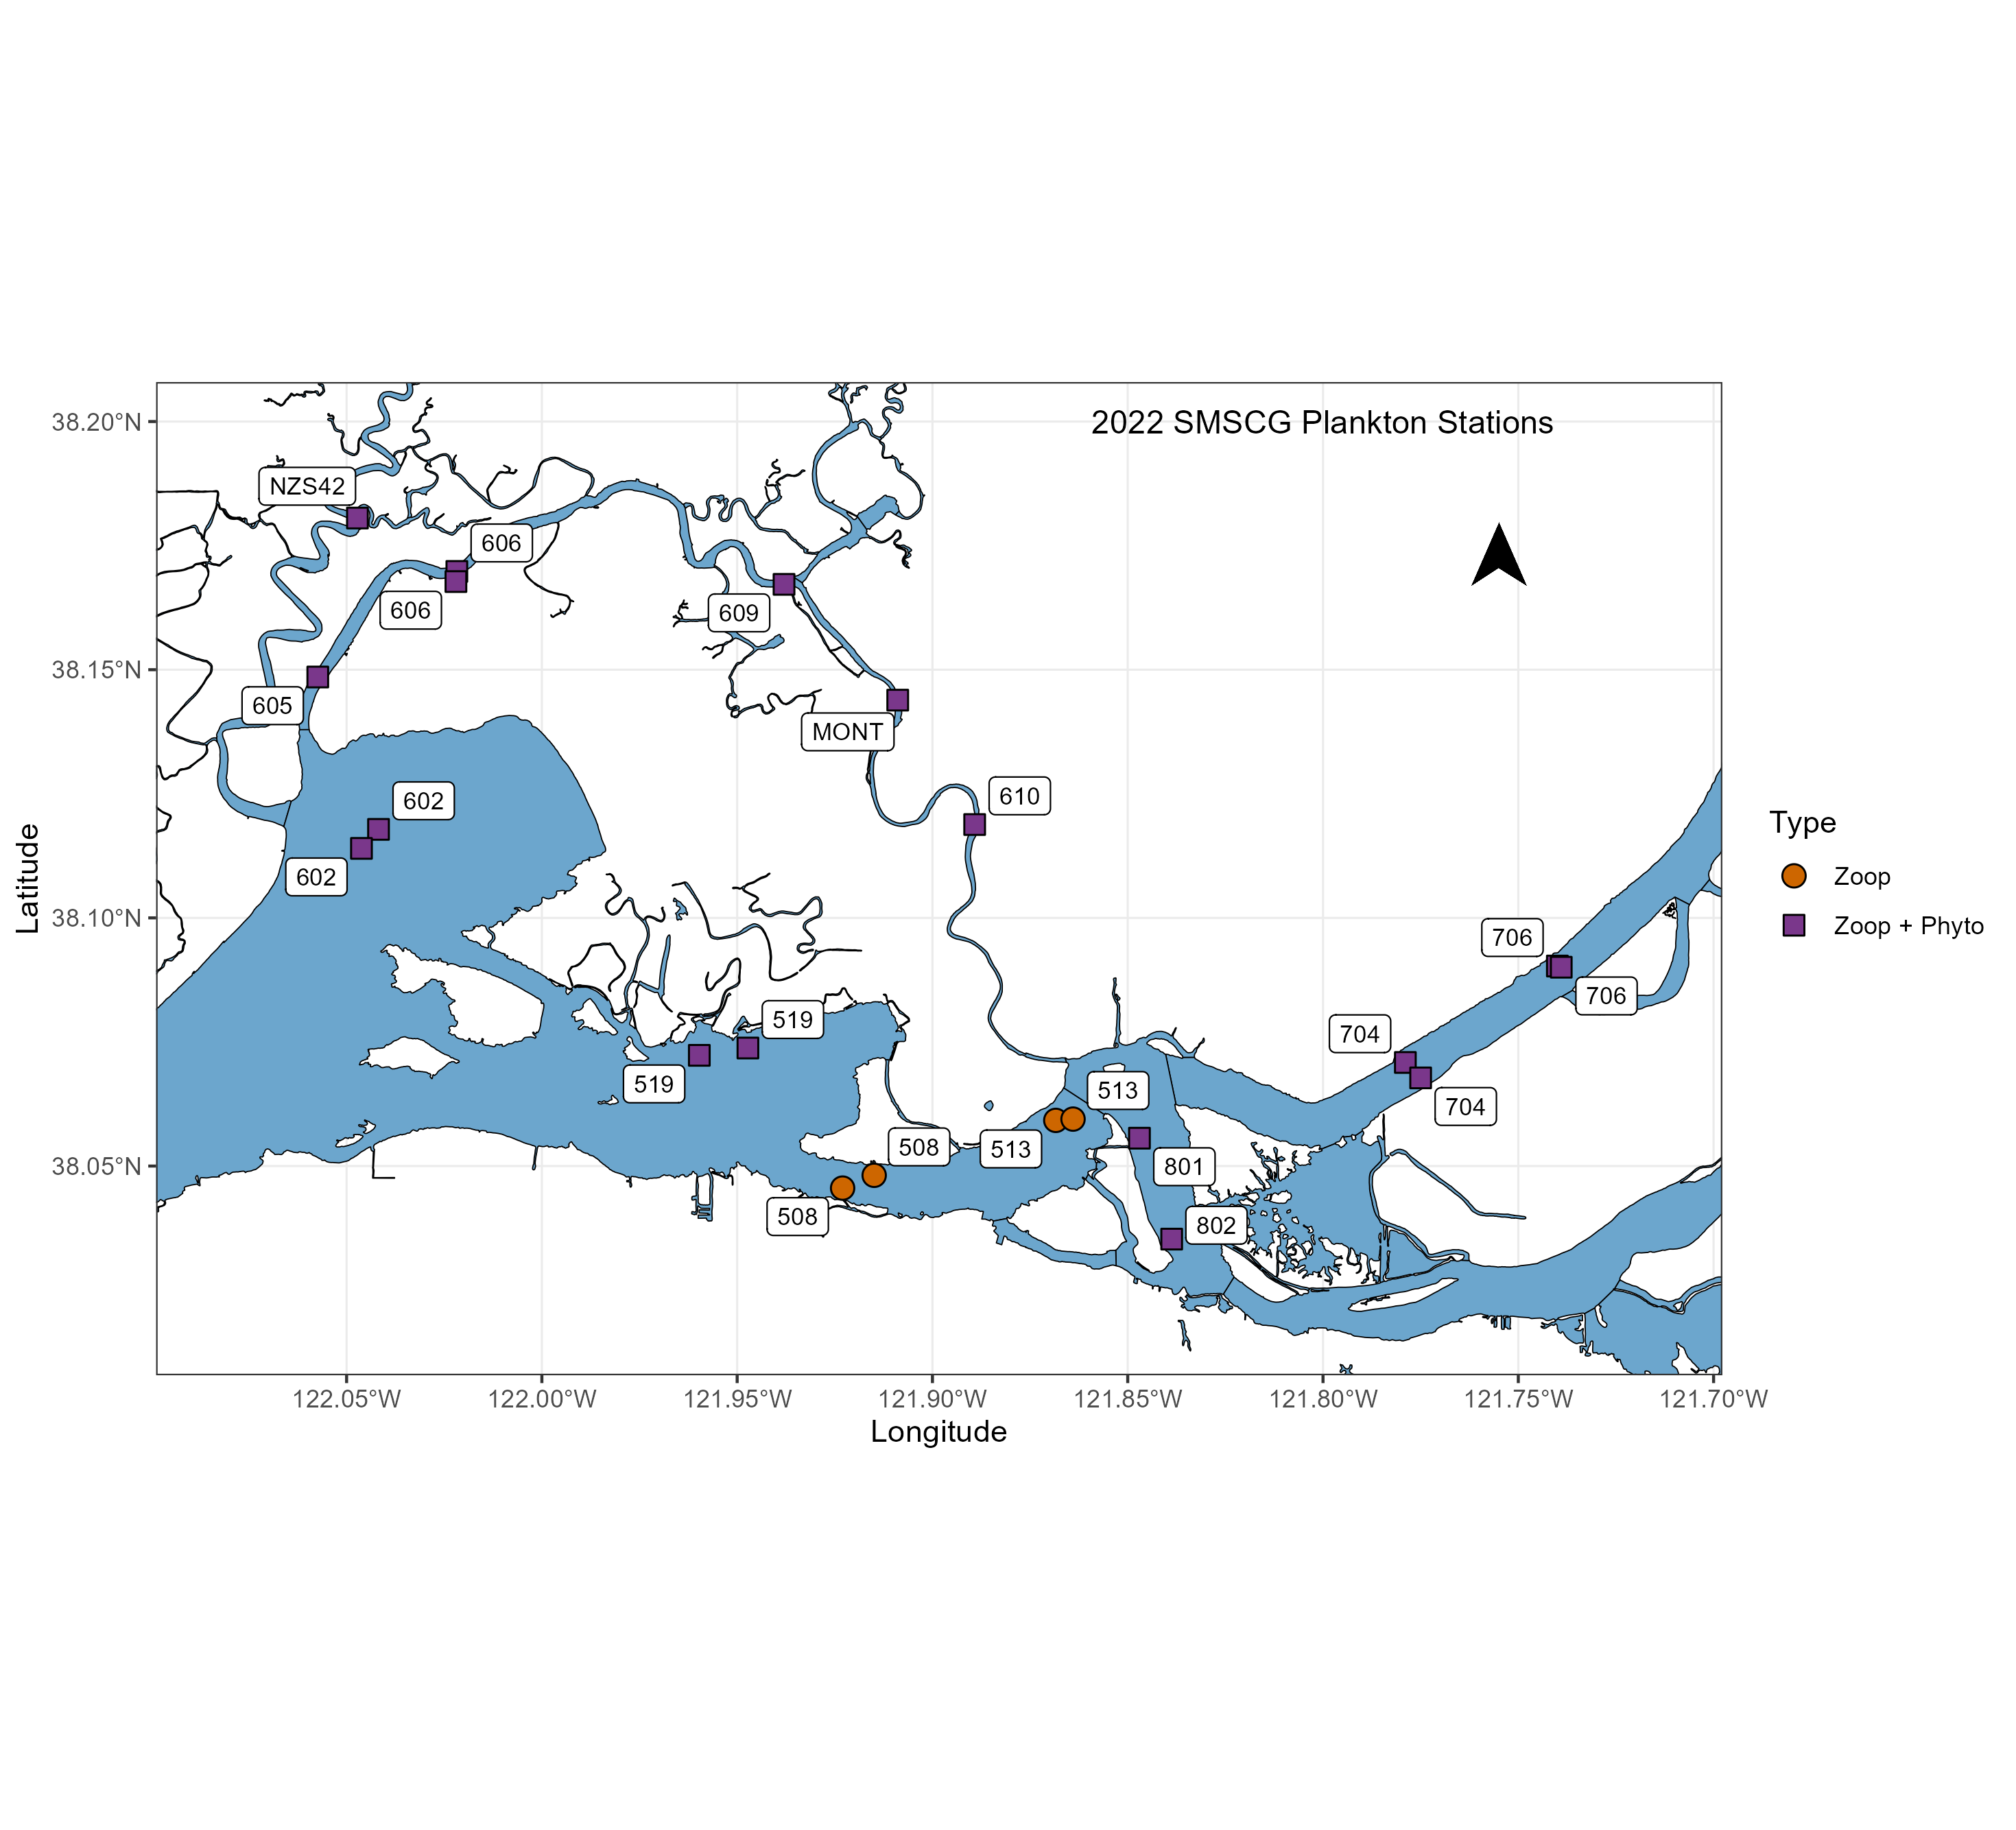 2022 SMSCG Plankton Stations
38.20°N
38.15°N
38.10°N
38.05°N
Latitude
NZS42
606
606
609
605
MONT
602
602
610
519
519
706
706
704
704
513
513
508
508
801
802
122.05°W
122.00°W
121.95°W
121.90°W
121.85°W
121.80°W
121.75°W
121.70°W
Longitude
Type
Zoop
Zoop + Phyto